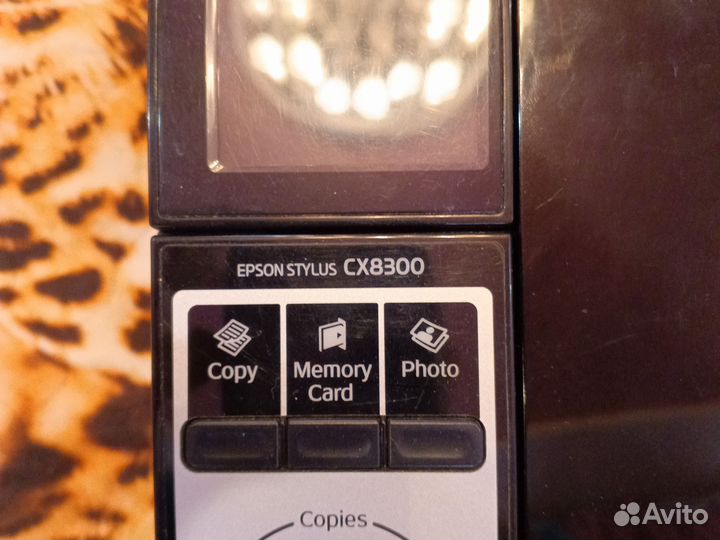 EPSON STYLUS CX8300
Copy
Memory
Card
Photo
Copies
Avito